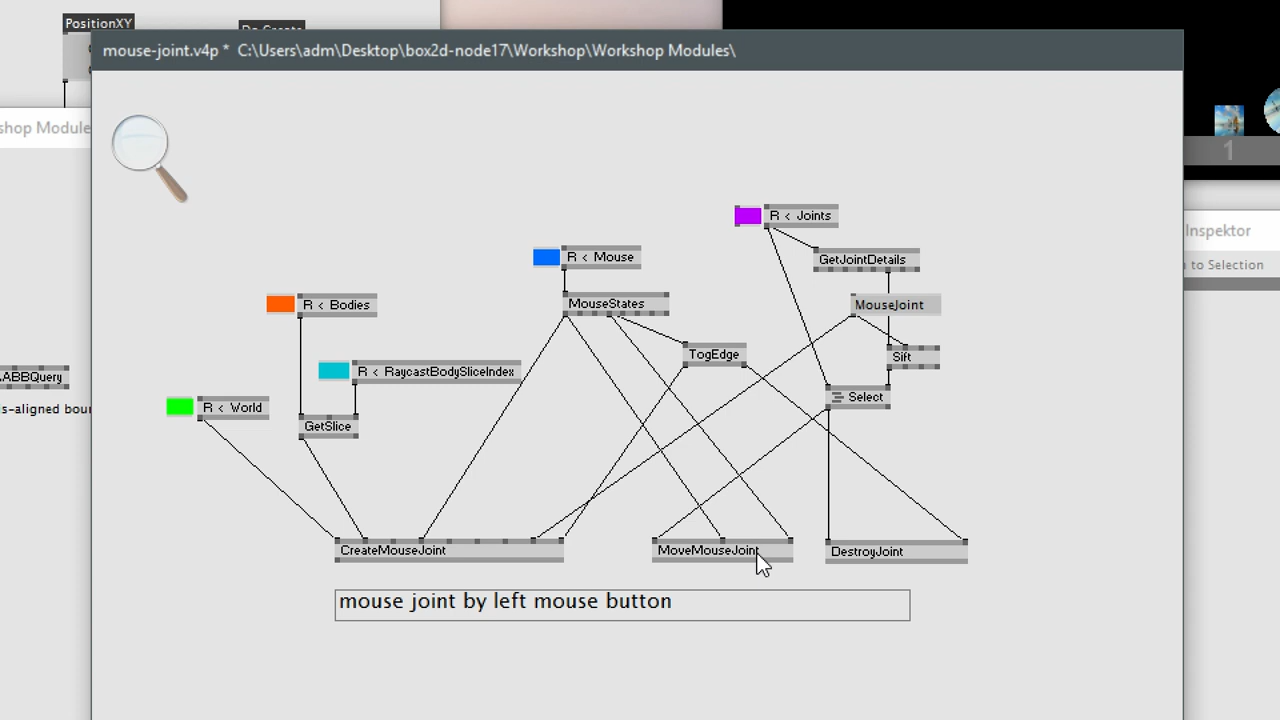 PositionXY
mouse-joint.v4p * C:\Users\adm\Desktop\box2d-node17\Workshop\Workshop Modules\
shop Module
1
R < Joints
Inspektor
R < Mouse
GetJointDetails
to Selection
R < Bodies
MouseStates
MouseJoint
TogEdge
Sift
R < RaycastBodySliceIndex
ABBQuery
Select
R < World
s-aligned bou
GetSlice
CreateMouseJoint
MoveMouseJoint
DestroyJoint
mouse joint by left mouse button